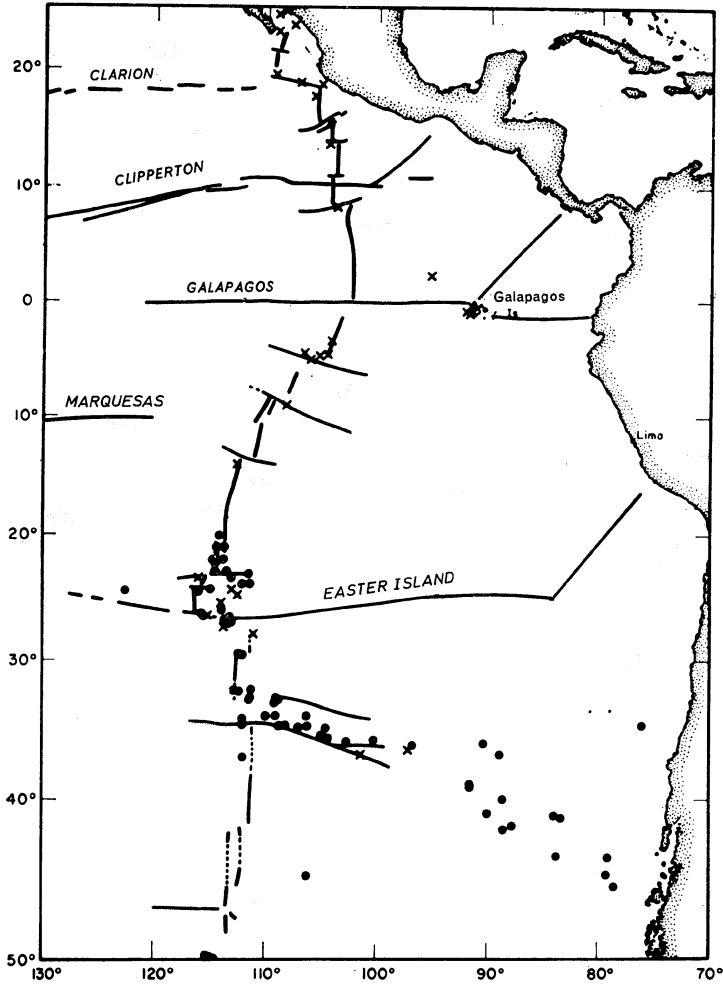 20°
CLARION
CLIPPERTON
10°
GALAPAGOS
Galapagos
Is.
0
MARQUESAS
10°
Lima
20°
EASTER ISLAND
30°
40°
50°
130°
120°
110°
100°
90°
80°
70°